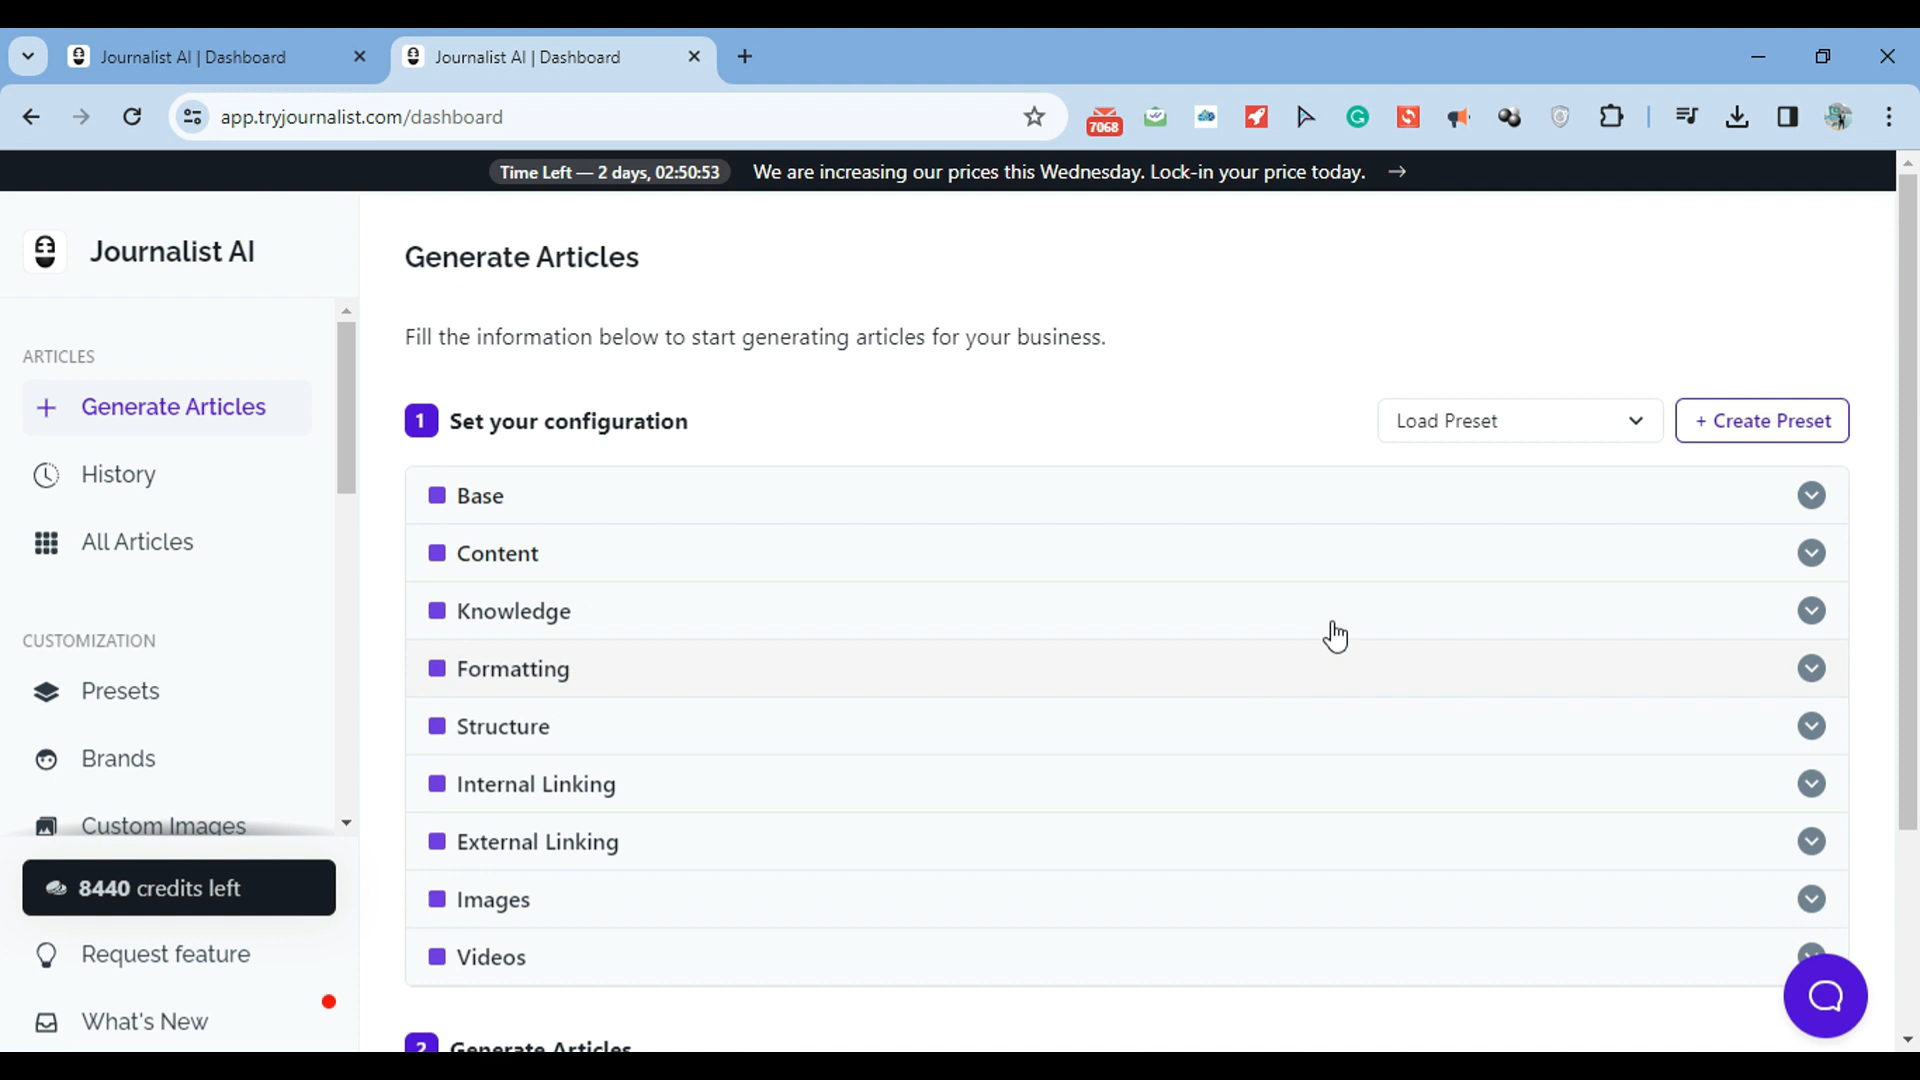 Journalist AI | Dashboard
Journalist AI | Dashboard
app.tryjournalist.com/dashboard
7068
Time Left — 2 days, 02:50:53 We are increasing our prices this Wednesday. Lock-in your price today. →
Journalist AI
ARTICLES
+ Generate Articles
History
All Articles
CUSTOMIZATION
Presets
Brands
Custom Images
8440 credits left
Request feature
What's New
Generate Articles
Fill the information below to start generating articles for your business.
1 Set your configuration
Load Preset
+ Create Preset
Base
Content
Knowledge
Formatting
Structure
Internal Linking
External Linking
Images
Videos
2 Generate Articles